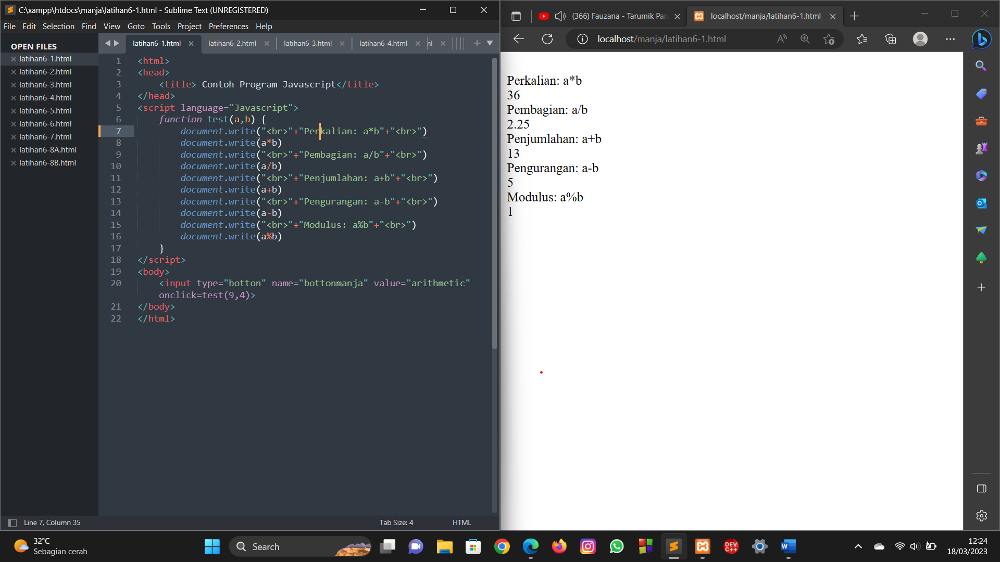 C:\xampp\htdocs\manja\latihan6-1.html - Sublime Text (UNREGISTERED)
File Edit Selection Find View Goto Tools Project Preferences Help
OPEN FILES
latihan6-1.html
latihan6-2.html
latihan6-3.html
latihan6-4.html
latihan6-5.html
latihan6-6.html
latihan6-7.html
latihan6-8A.html
latihan6-8B.html
latihan6-1.html latihan6-2.html latihan6-3.html latihan6-4.html
1 <html>
2 <head>
3     <title> Contoh Program Javascript</title>
4 </head>
5 <script language="Javascript">
6     function test(a,b) {
7         document.write("<br>"+"Perkalian: a*b"+"<br>")
8         document.write(a*b)
9         document.write("<br>"+"Pembagian: a/b"+"<br>")
10         document.write(a/b)
11         document.write("<br>"+"Penjumlahan: a+b"+"<br>")
12         document.write(a+b)
13         document.write("<br>"+"Pengurangan: a-b"+"<br>")
14         document.write(a-b)
15         document.write("<br>"+"Modulus: a%b"+"<br>")
16         document.write(a%b)
17     }
18 </script>
19 <body>
20     <input type="botton" name="bottonmanja" value="arithmetic"
    onclick=test(9,4)>
21 </body>
22 </html>
Line 7, Column 35
Tab Size: 4
HTML
(366) Fauzana - Tarumik Par
localhost/manja/latihan6-1.html
localhost/manja/latihan6-1.html
Perkalian: a*b
36
Pembagian: a/b
2.25
Penjumlahan: a+b
13
Pengurangan: a-b
5
Modulus: a%b
1
32°C
Sebagian cerah
Search
DEV
C++
12:24
18/03/2023